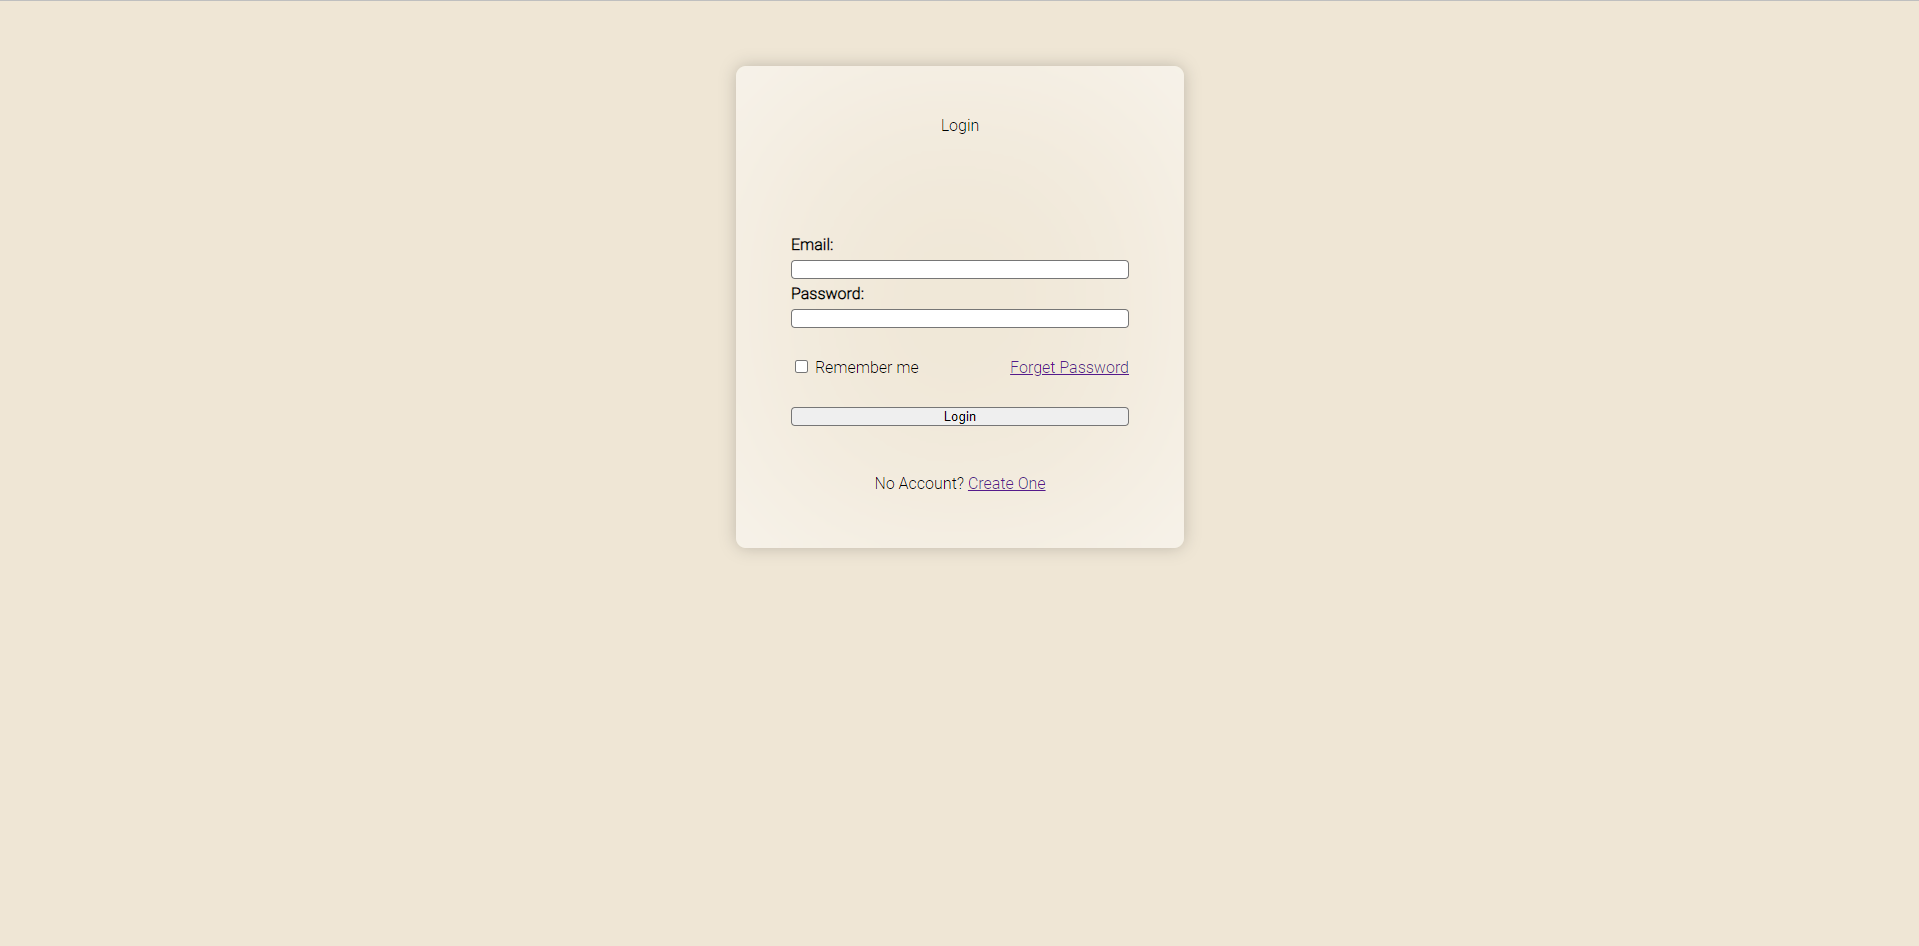 Login
Email:
Password:
Remember me Forget Password
Login
No Account? Create One